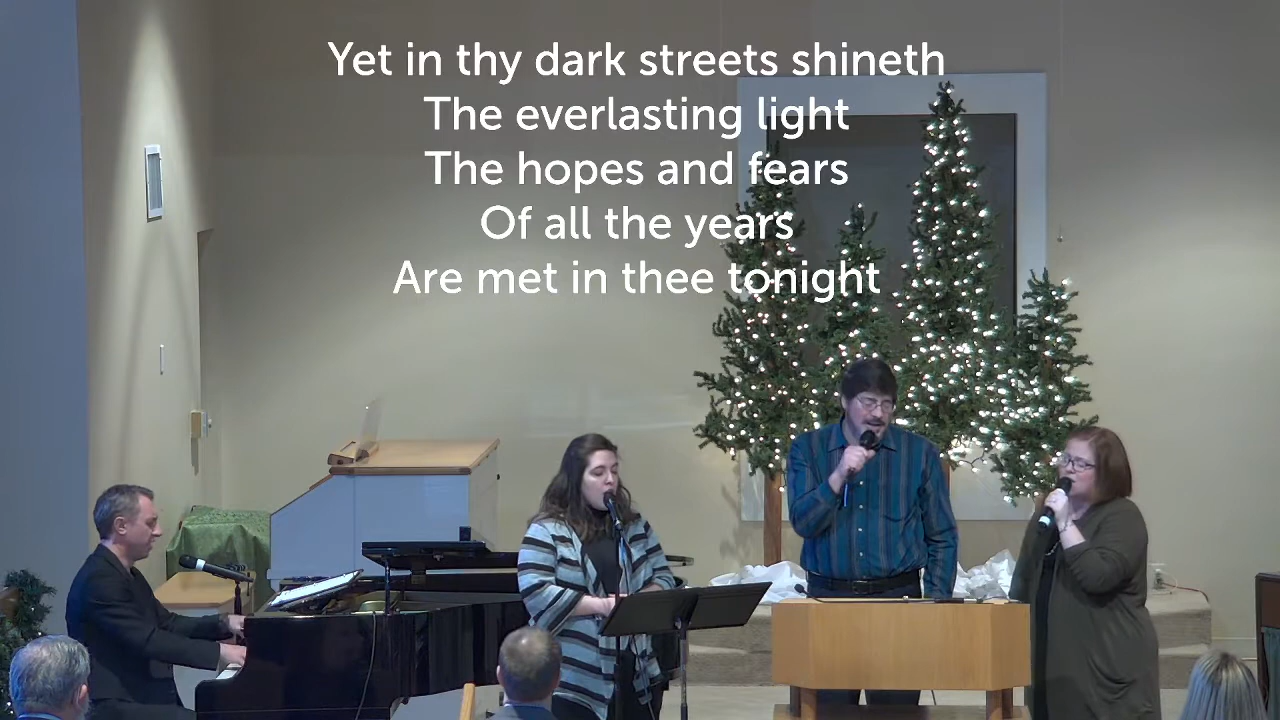 Yet in thy dark streets shineth
The everlasting light
The hopes and fears
Of all the years
Are met in thee tonight